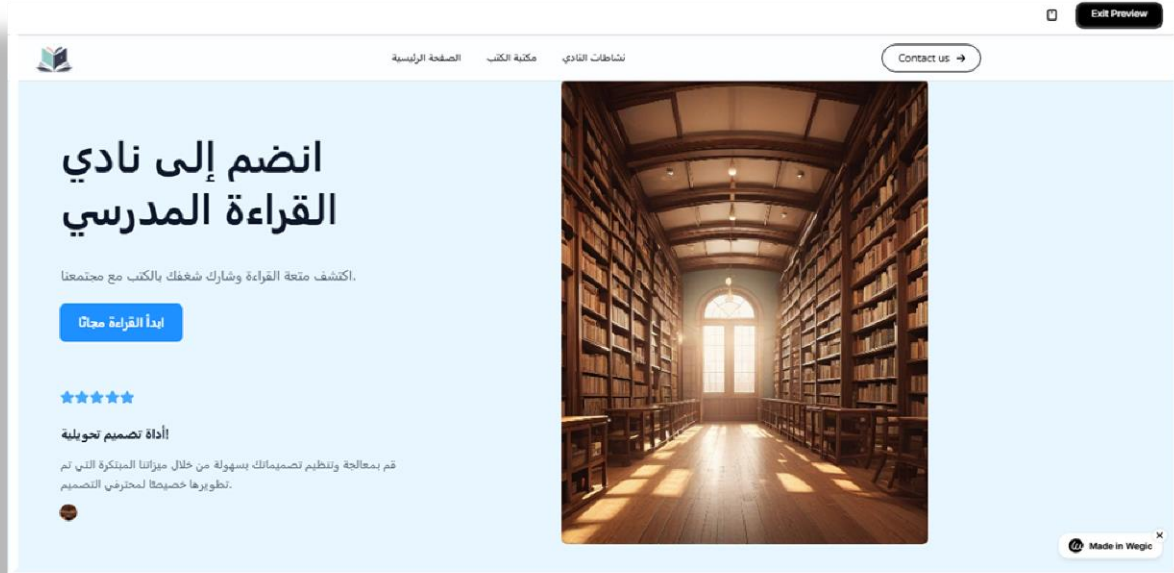 Exit Preview
الصفحة الرئيسية
مكتبة الكتب
نشاطات النادي
Contact us →
انضم إلى نادي
القراءة المدرسي
اكتشف متعة القراءة وشارك شغفك بالكتب مع مجتمعنا.
ابدأ القراءة مجانًا
أداة تصميم تحويلية!
قم بمعالجة وتنظيم تصميماتك بسهولة من خلال ميزاتنا المبتكرة التي تم
تطويرها خصيصًا لمحترفي التصميم.
Made in Wegic